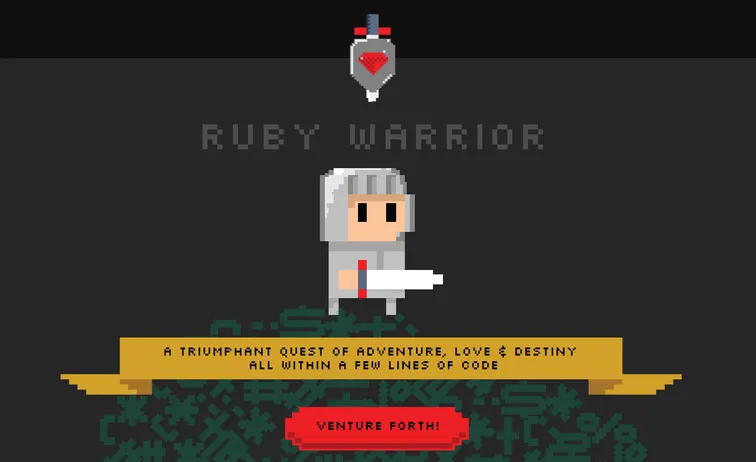 RUBY WARRIOR
A TRIUMPHANT QUEST OF ADVENTURE, LOVE & DESTINY
ALL WITHIN A FEW LINES OF CODE
VENTURE FORTH!